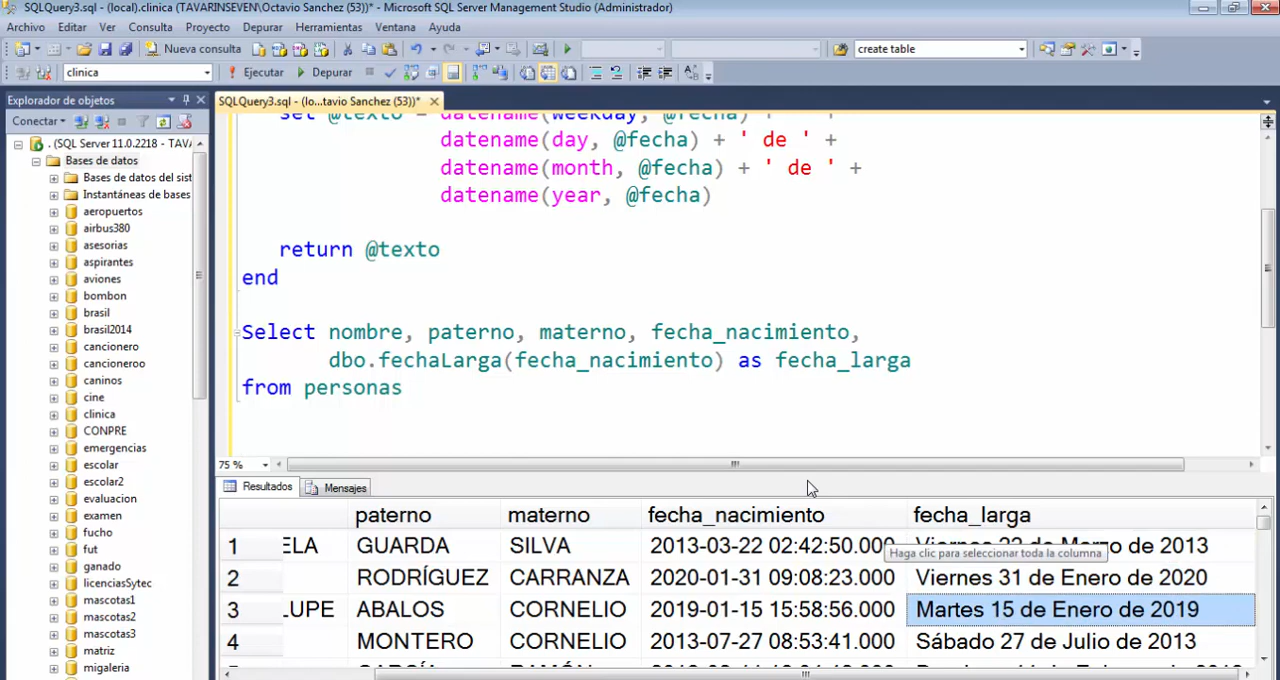 SQLQuery3.sql - (local).clinica (TAVARINSEVEN\Octavio Sanchez (53))* - Microsoft SQL Server Management Studio (Administrador)
Archivo Editar Ver Consulta Proyecto Depurar Herramientas Ventana Ayuda
Nueva consulta create table
clinica Ejecutar Depurar
Explorador de objetos
Conectar
. (SQL Server 11.0.2218 - TAVA
Bases de datos
Bases de datos del sist
Instantáneas de bases
aeropuertos
airbus380
asesorias
aspirantes
aviones
bombon
brasil
brasil2014
cancionero
cancioneroo
caninos
cine
clinica
CONPRE
emergencias
escolar
escolar2
evaluacion
examen
fucho
fut
ganado
licenciasSytec
mascotas1
mascotas2
mascotas3
matriz
migaleria
SQLQuery3.sql - (lo...tavio Sanchez (53))*
set @texto = datename(weekday, @fecha) + ' ' +
datename(day, @fecha) + ' de ' +
datename(month, @fecha) + ' de ' +
datename(year, @fecha)
return @texto
end
Select nombre, paterno, materno, fecha_nacimiento,
dbo.fechaLarga(fecha_nacimiento) as fecha_larga
from personas
75 %
Resultados Mensajes
paterno materno fecha_nacimiento fecha_larga
1 ELA GUARDA SILVA 2013-03-22 02:42:50.000 Viernes 22 de Marzo de 2013
Haga clic para seleccionar toda la columna
2 RODRÍGUEZ CARRANZA 2020-01-31 09:08:23.000 Viernes 31 de Enero de 2020
3 LUPE ABALOS CORNELIO 2019-01-15 15:58:56.000 Martes 15 de Enero de 2019
4 MONTERO CORNELIO 2013-07-27 08:53:41.000 Sábado 27 de Julio de 2013